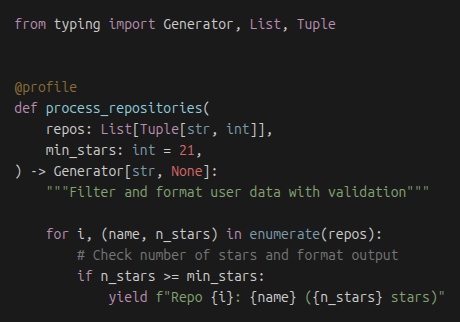 from typing import Generator, List, Tuple
@profile
def process_repositories(
    repos: List[Tuple[str, int]],
    min_stars: int = 21,
) -> Generator[str, None]:
    """Filter and format user data with validation"""
    for i, (name, n_stars) in enumerate(repos):
        # Check number of stars and format output
        if n_stars >= min_stars:
            yield f"Repo {i}: {name} ({n_stars} stars)"